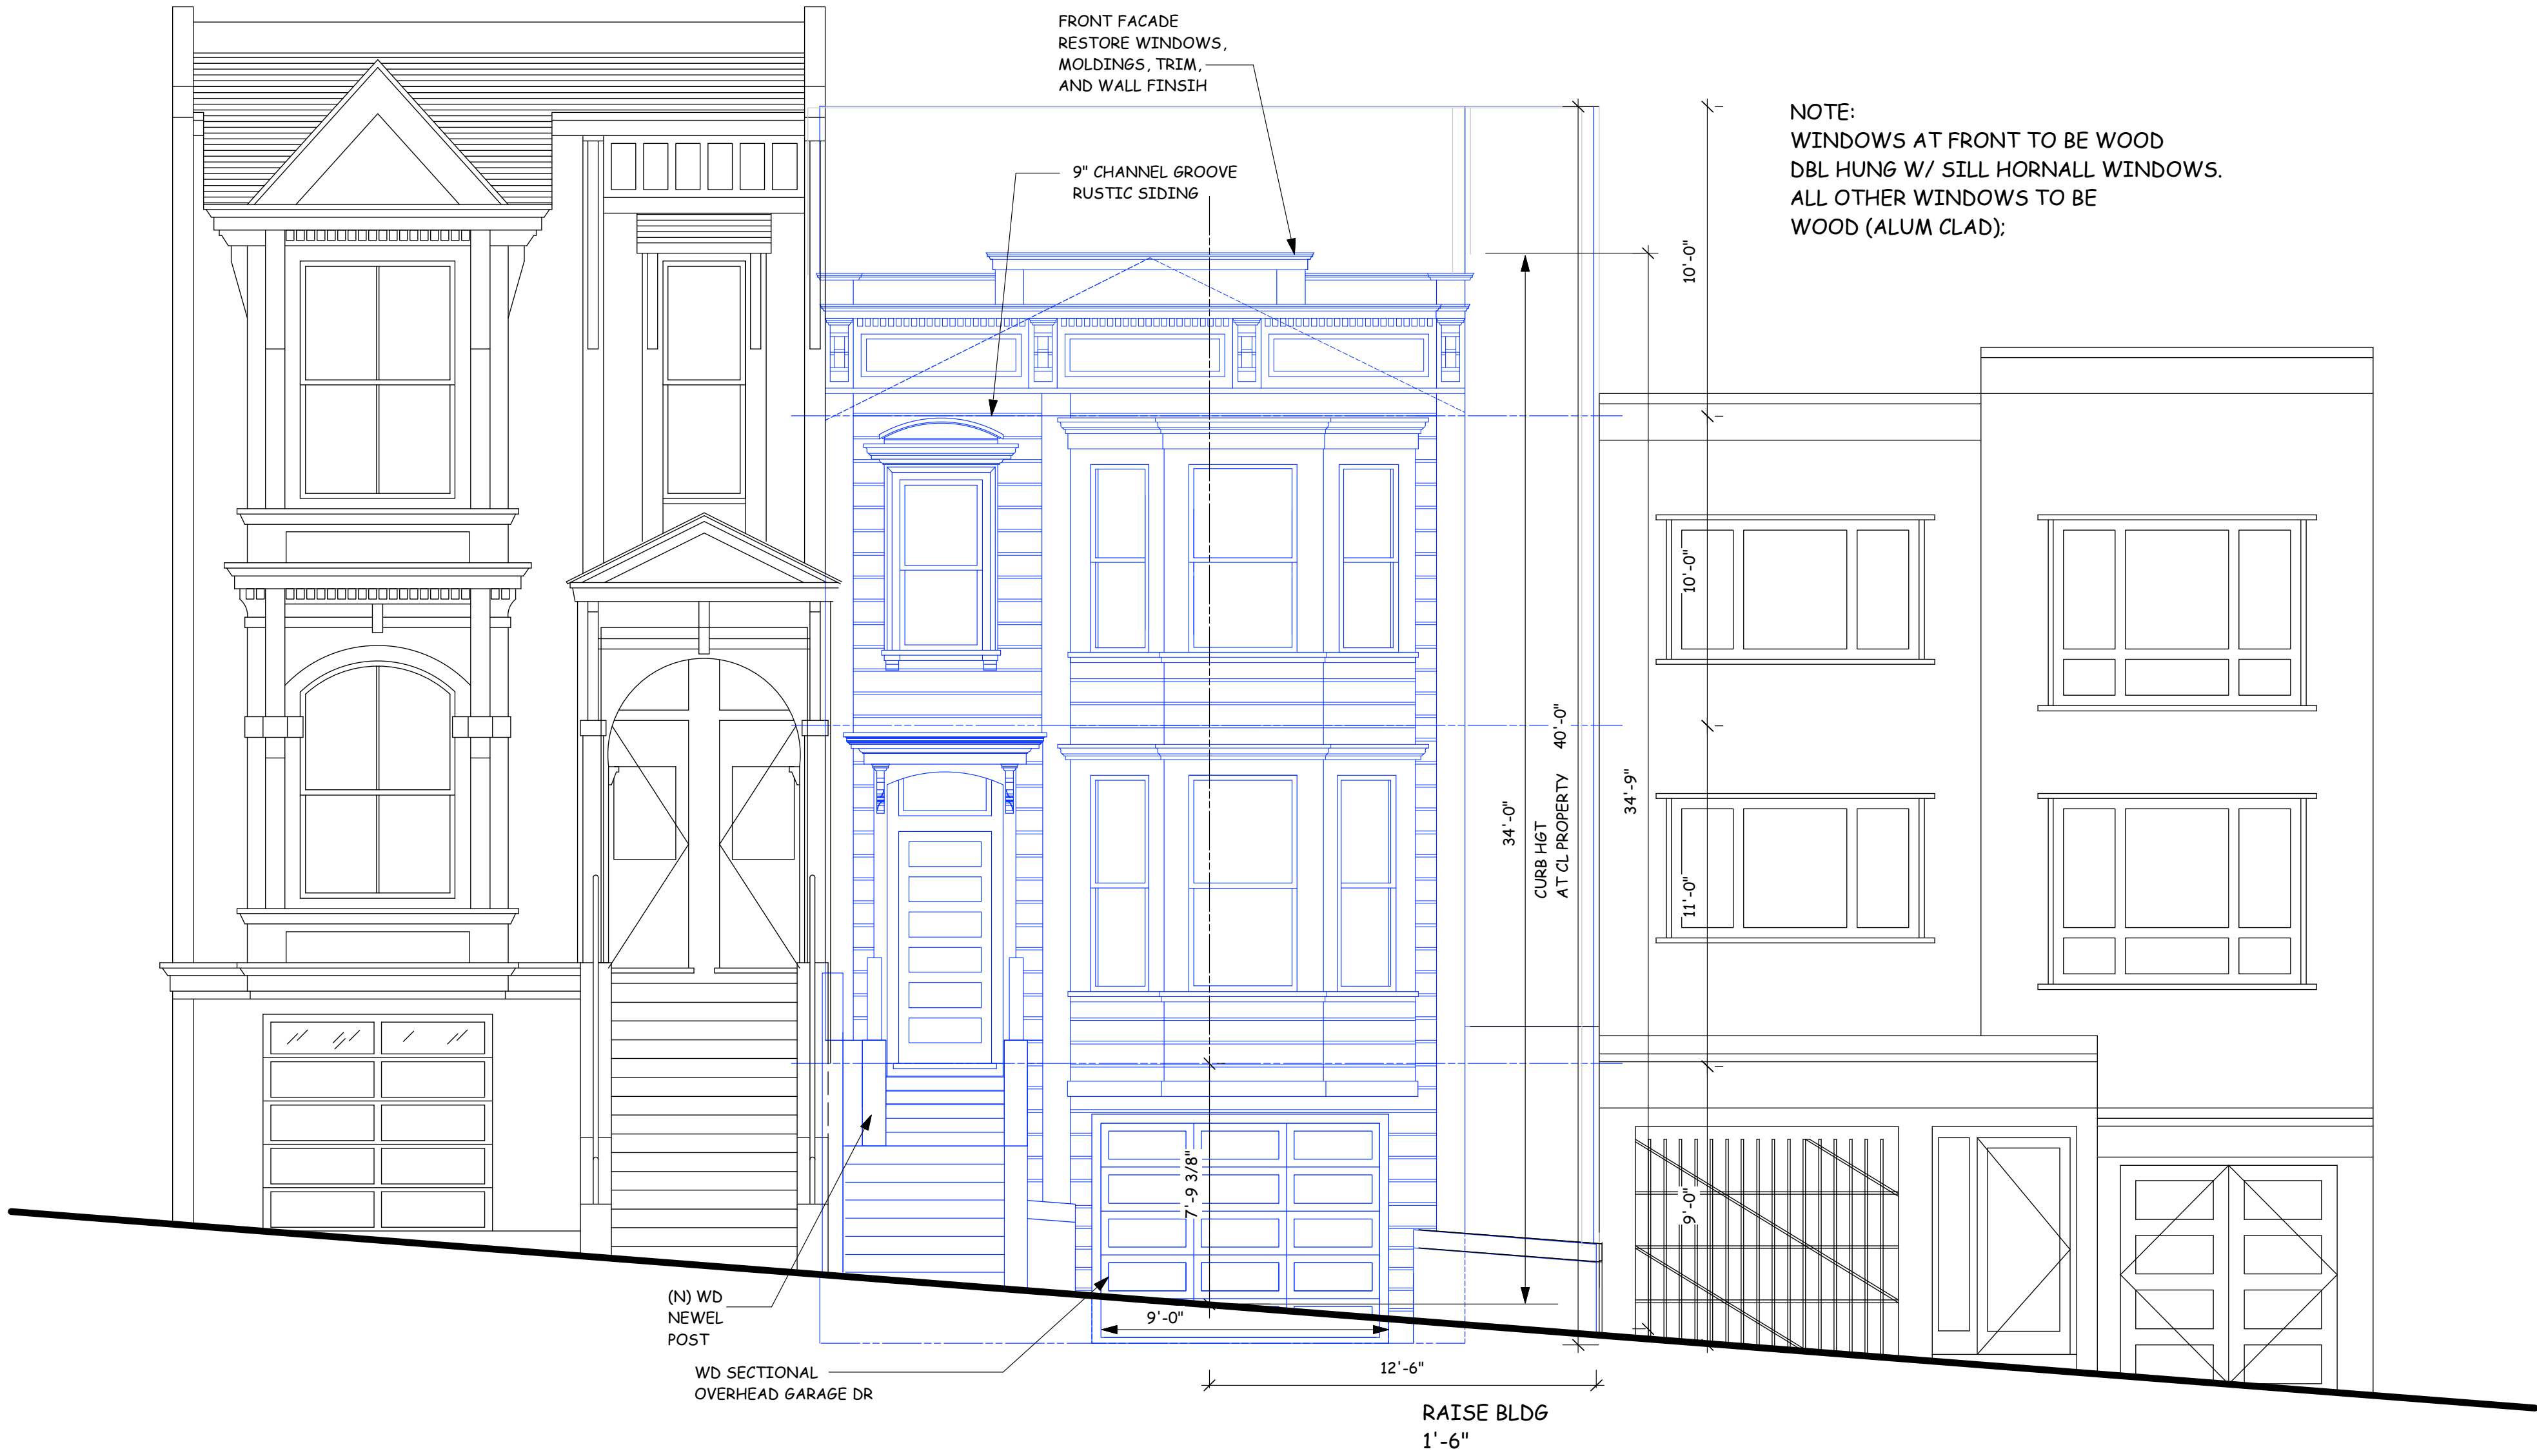 FRONT FACADE
RESTORE WINDOWS,
MOLDINGS, TRIM,
AND WALL FINSIH
9" CHANNEL GROOVE
RUSTIC SIDING
NOTE:
WINDOWS AT FRONT TO BE WOOD
DBL HUNG W/ SILL HORNALL WINDOWS.
ALL OTHER WINDOWS TO BE
WOOD (ALUM CLAD);
10'-0"
10'-0"
11'-0"
9'-0"
34'-9"
40'-0"
CURB HGT
AT CL PROPERTY
34'-0"
7'-9 3/8"
9'-0"
12'-6"
(N) WD
NEWEL
POST
WD SECTIONAL
OVERHEAD GARAGE DR
RAISE BLDG
1'-6"